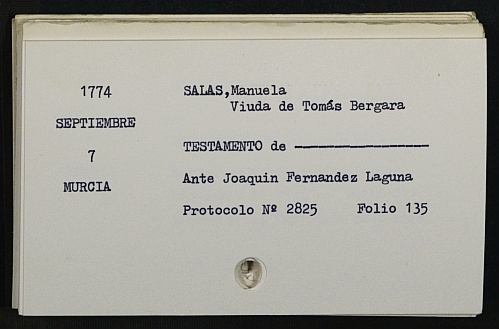 1774
SEPTIEMBRE
7
MURCIA
SALAS,Manuela
Viuda de Tomás Bergara
TESTAMENTO de -----------------
Ante Joaquin Fernandez Laguna
Protocolo Nº 2825 Folio 135